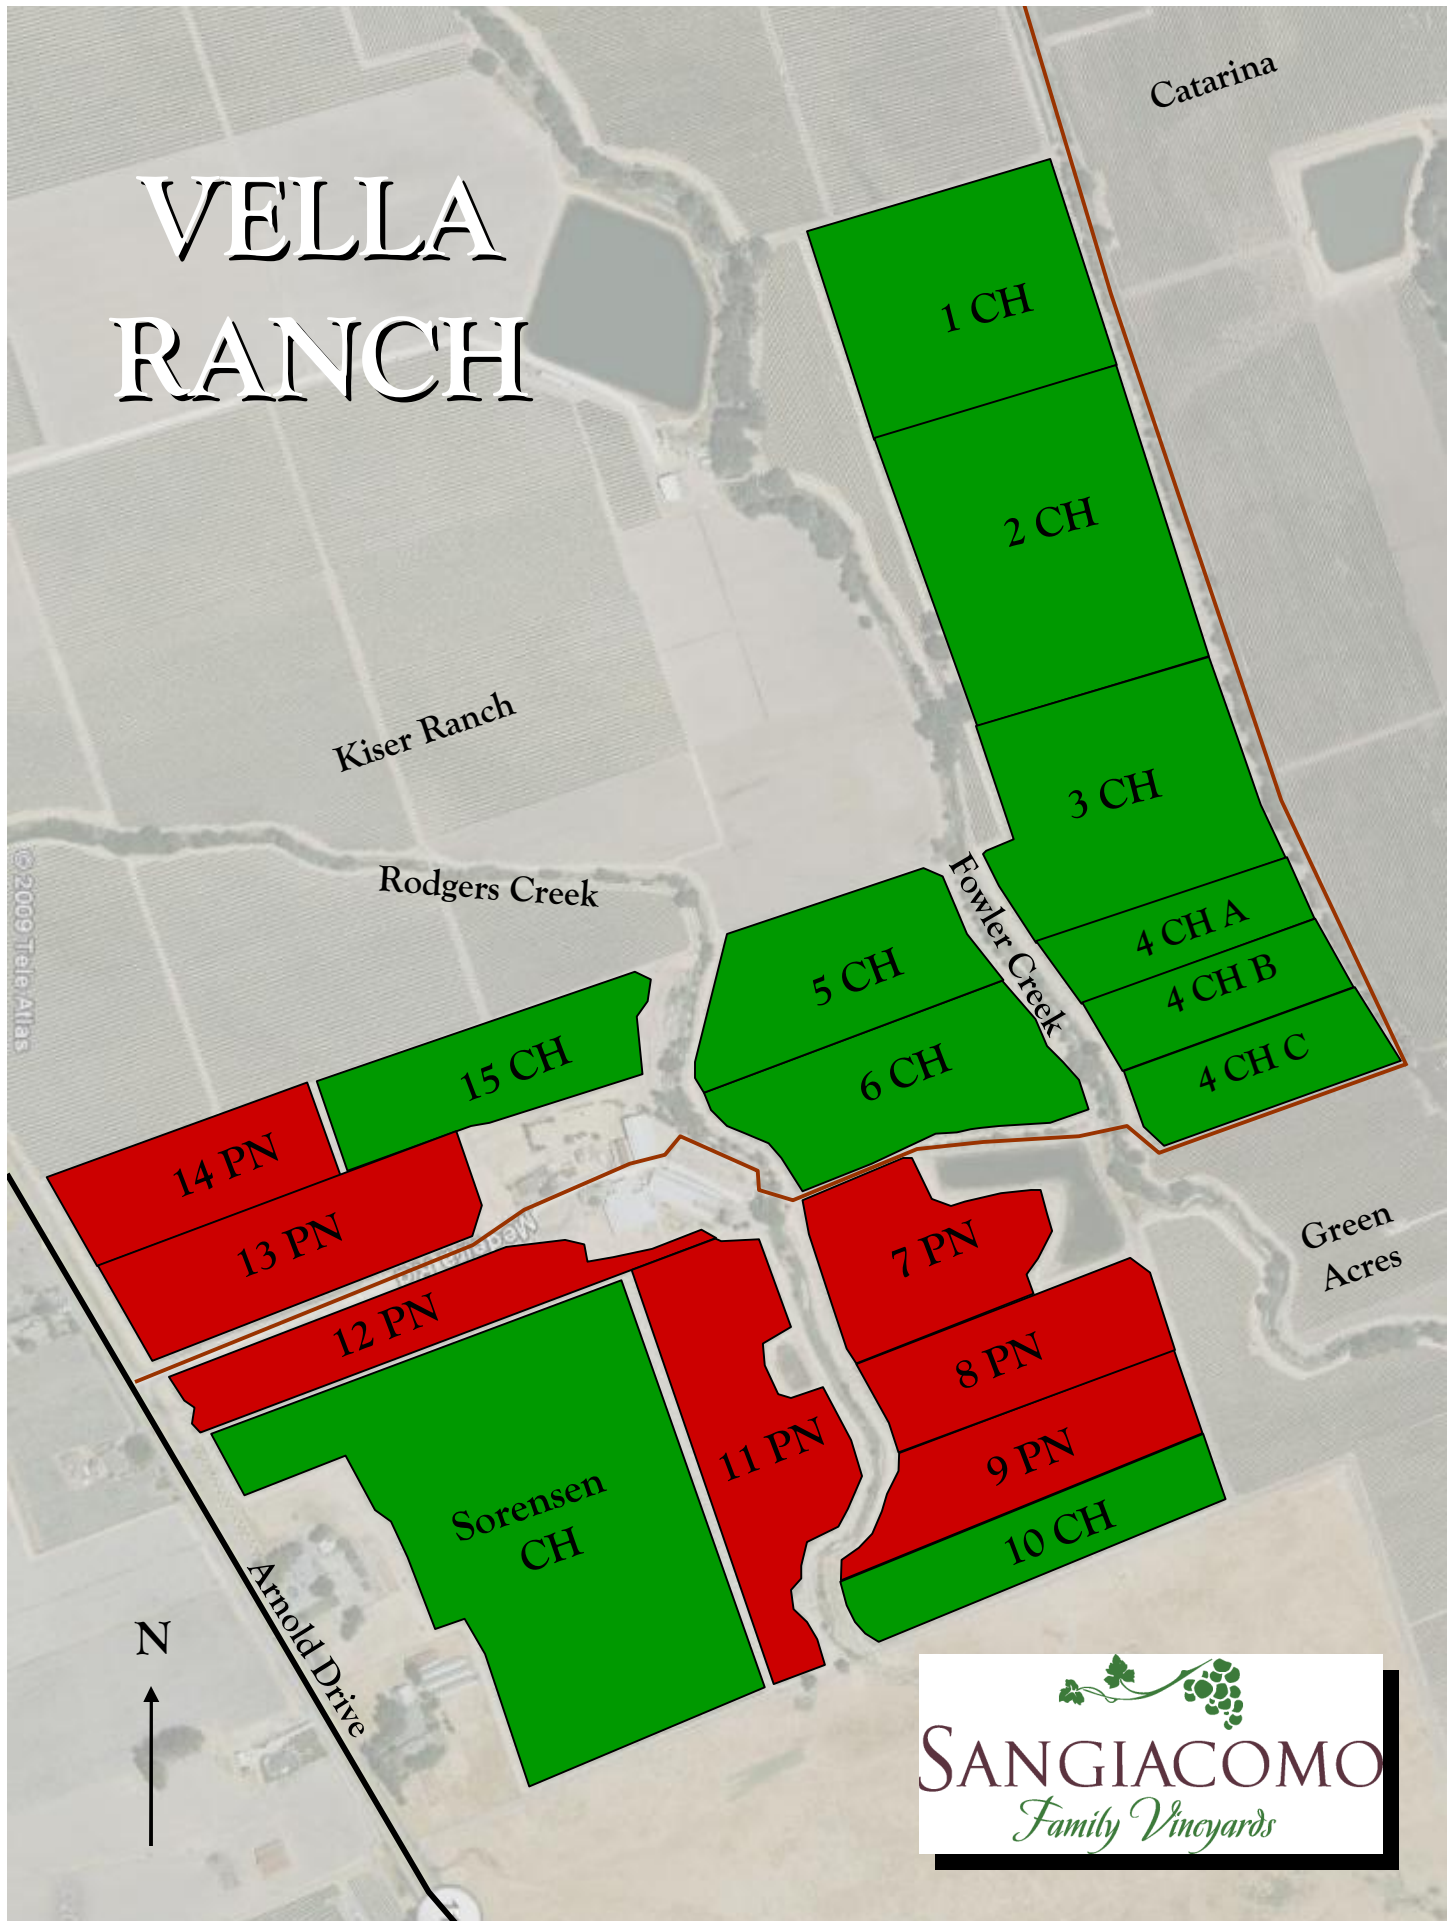 Catarina
VELLA
RANCH
1 CH
2 CH
Kiser Ranch
3 CH
Rodgers Creek
Fowler Creek
4 CH A
4 CH B
4 CH C
5 CH
6 CH
©2009 Tele Atlas
15 CH
14 PN
13 PN
12 PN
7 PN
Green
Acres
8 PN
9 PN
10 CH
11 PN
Sorensen
CH
Arnold Drive
N
SANGIACOMO
Family Vineyards